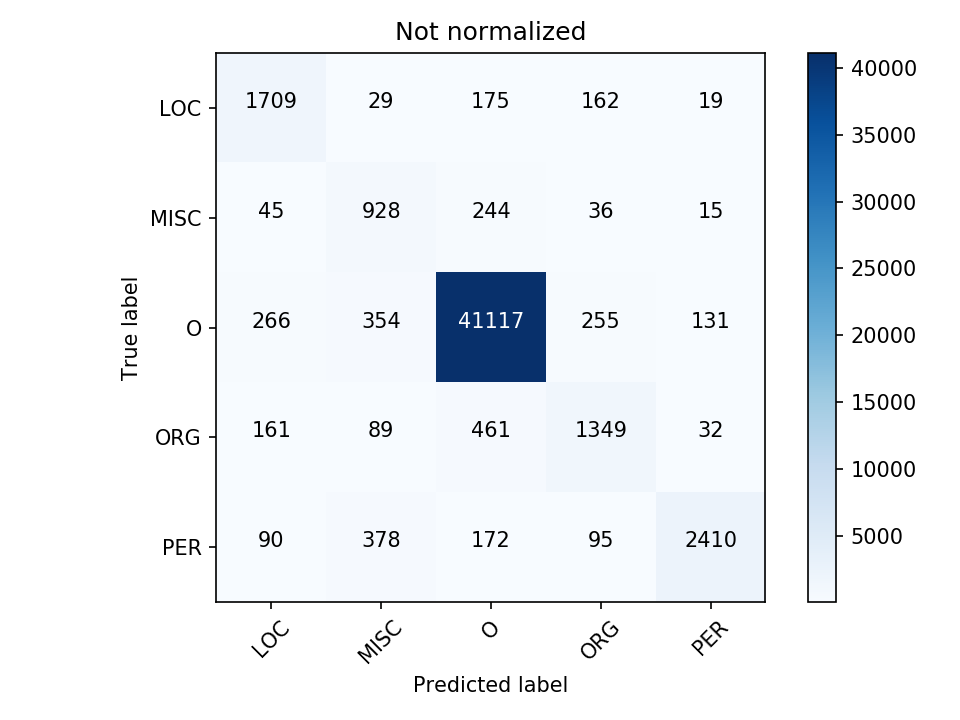 Not normalized
True label
LOC 1709 29 175 162 19
MISC 45 928 244 36 15
O 266 354 41117 255 131
ORG 161 89 461 1349 32
PER 90 378 172 95 2410
LOC MISC O ORG PER
Predicted label
40000
35000
30000
25000
20000
15000
10000
5000